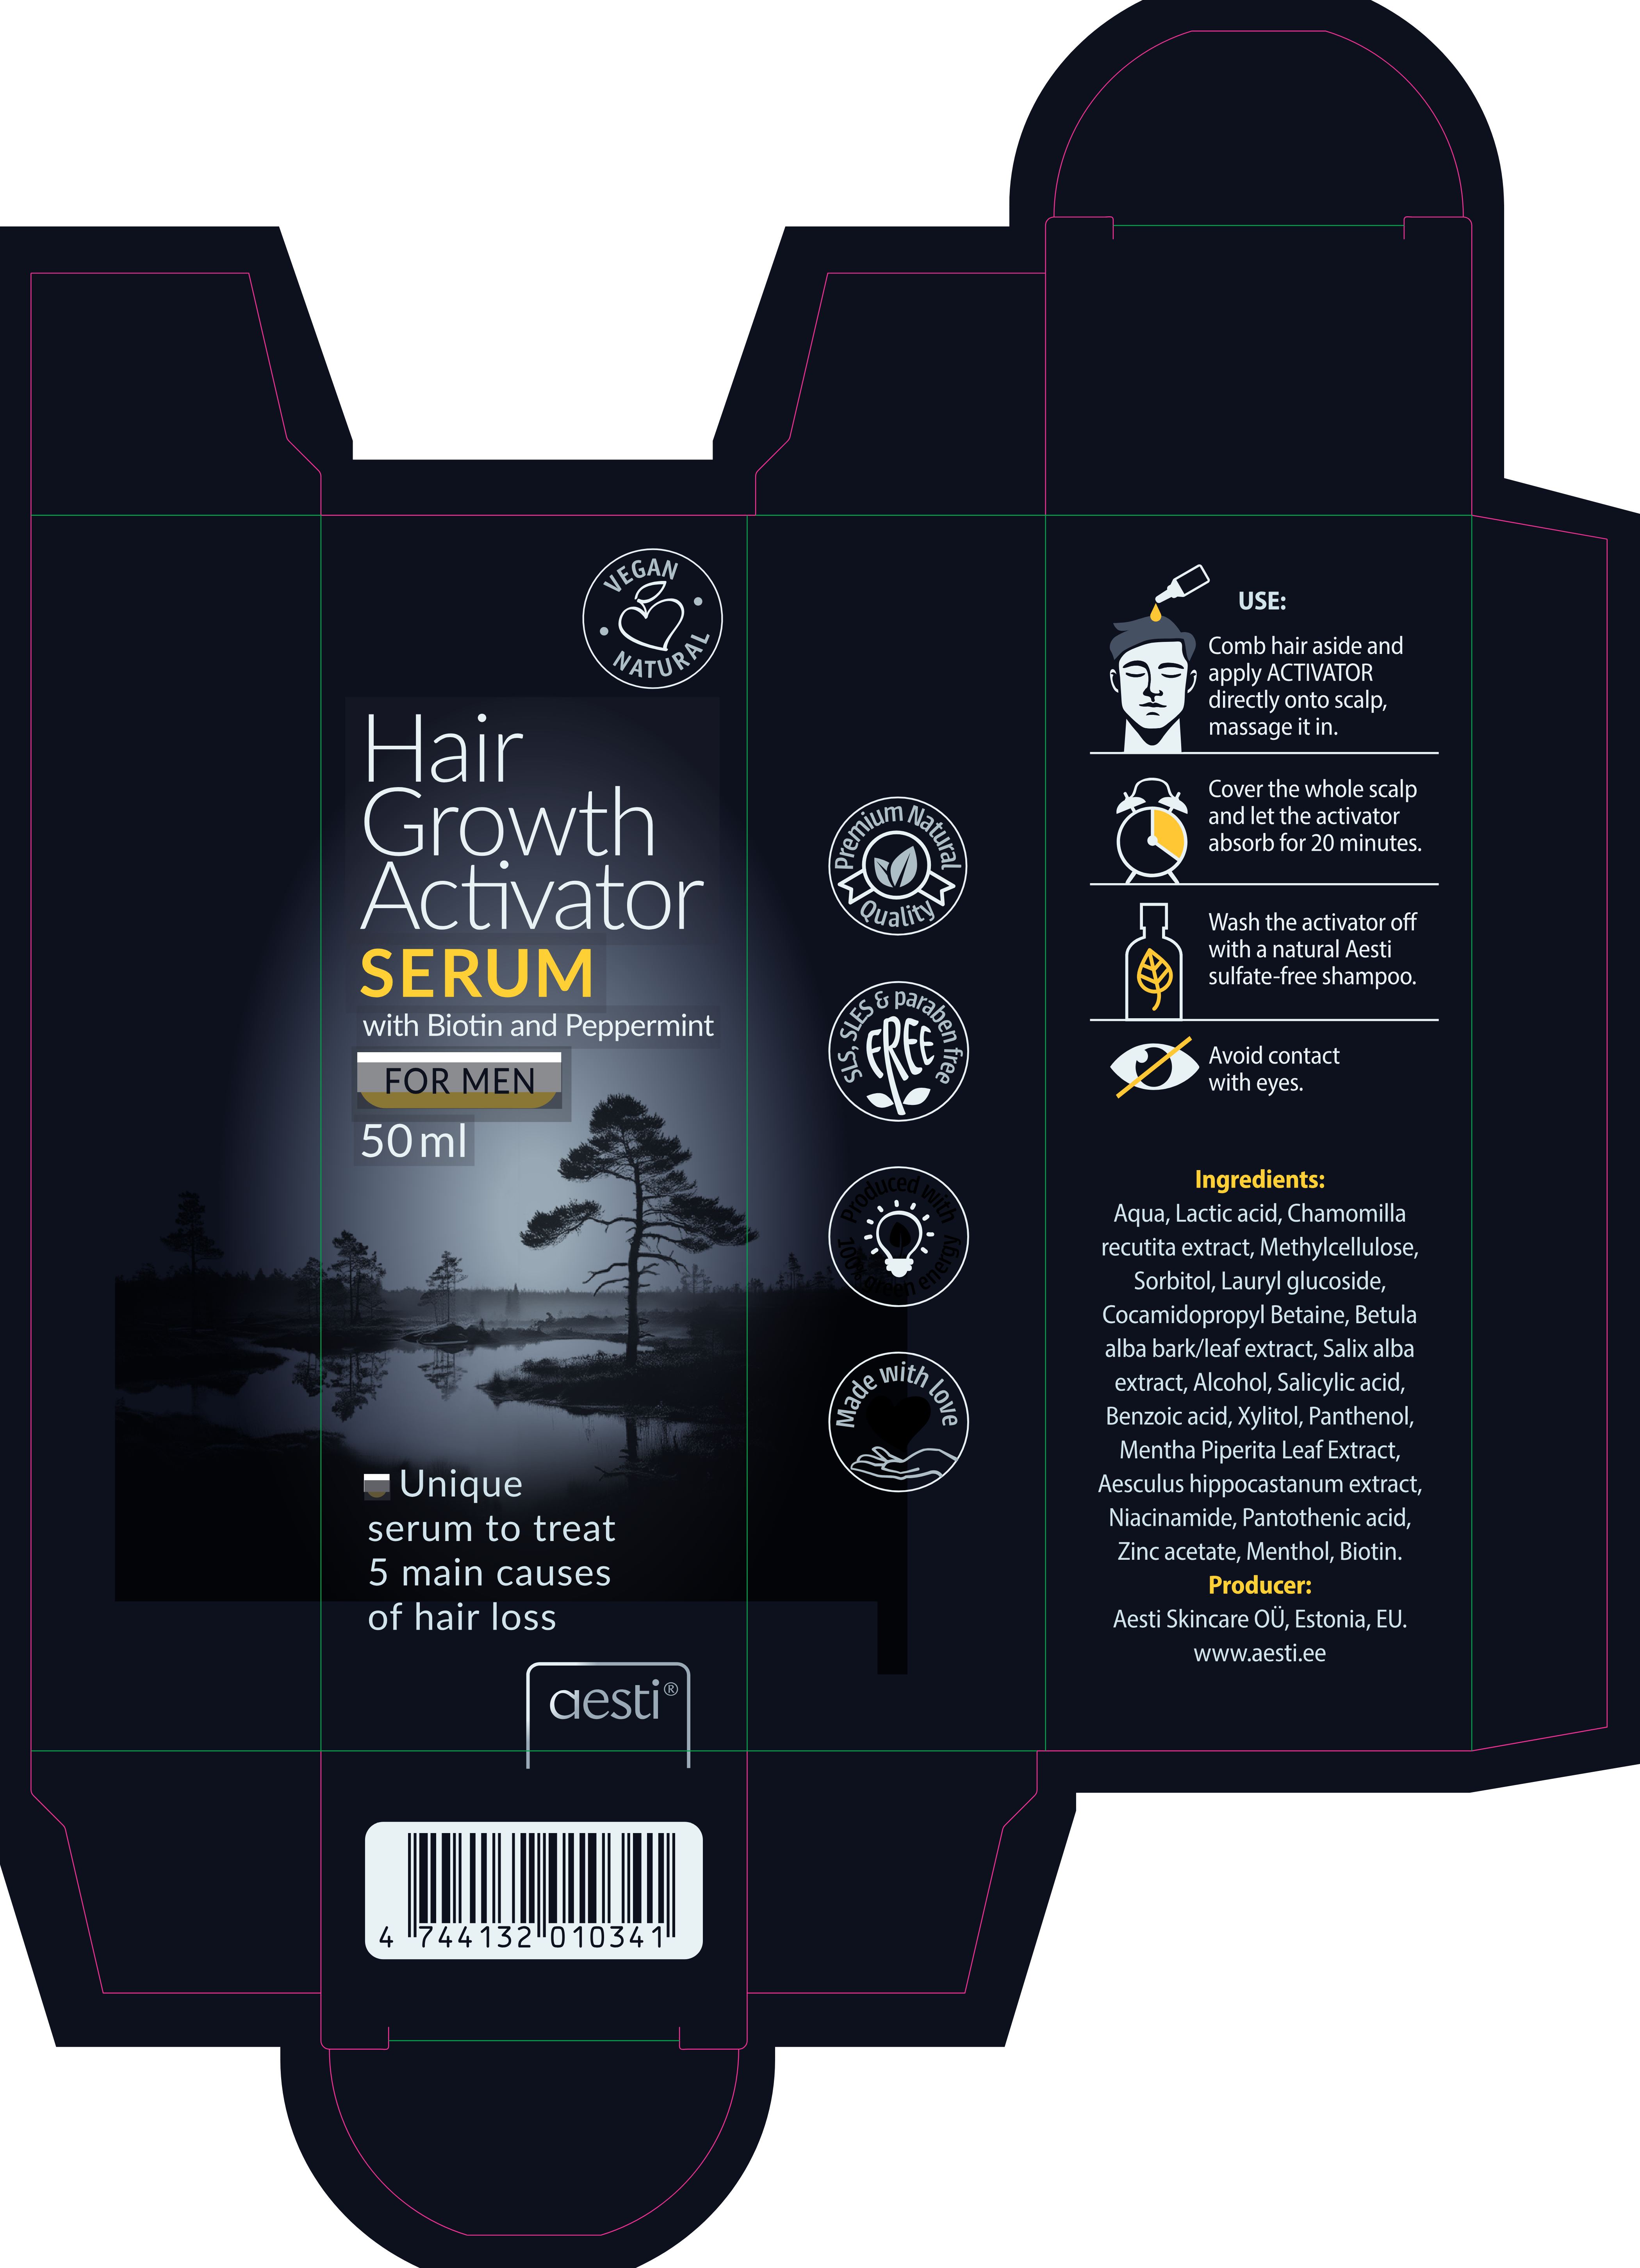 VEGAN
NATURAL
Hair
Growth
Activator
SERUM
with Biotin and Peppermint
FOR MEN
50 ml
Unique
serum to treat
5 main causes
of hair loss
aesti®
4 744132 010341
Premium Natural
Quality
SLS, SLES & paraben free
FREE
Produced with
100% green energy
Made with love
USE:
Comb hair aside and
apply ACTIVATOR
directly onto scalp,
massage it in.
Cover the whole scalp
and let the activator
absorb for 20 minutes.
Wash the activator off
with a natural Aesti
sulfate-free shampoo.
Avoid contact
with eyes.
Ingredients:
Aqua, Lactic acid, Chamomilla
recutita extract, Methylcellulose,
Sorbitol, Lauryl glucoside,
Cocamidopropyl Betaine, Betula
alba bark/leaf extract, Salix alba
extract, Alcohol, Salicylic acid,
Benzoic acid, Xylitol, Panthenol,
Mentha Piperita Leaf Extract,
Aesculus hippocastanum extract,
Niacinamide, Pantothenic acid,
Zinc acetate, Menthol, Biotin.
Producer:
Aesti Skincare OÜ, Estonia, EU.
www.aesti.ee